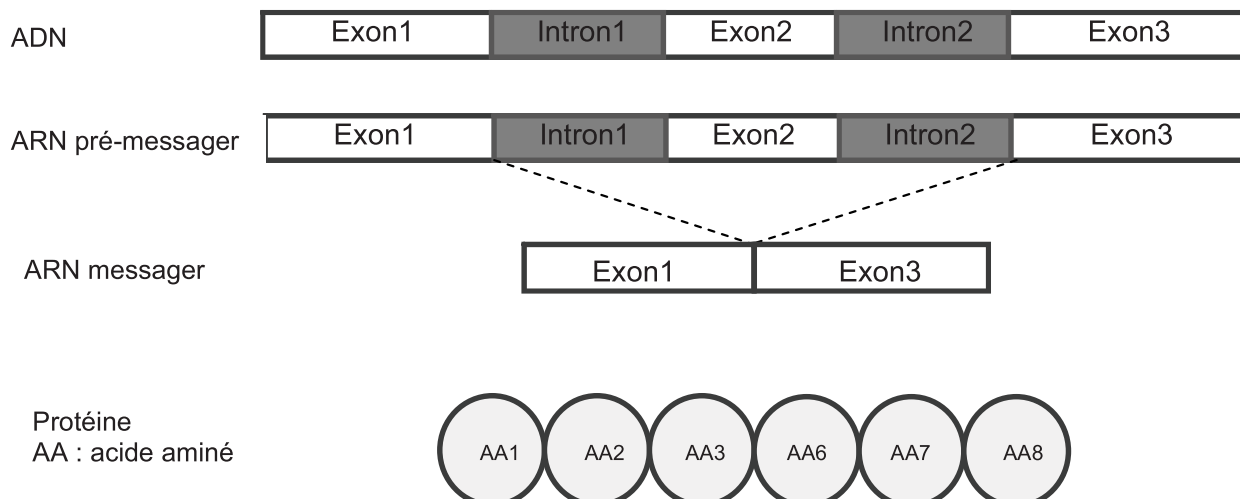 ADN Exon1 Intron1 Exon2 Intron2 Exon3
ARN pré-messager Exon1 Intron1 Exon2 Intron2 Exon3
ARN messager Exon1 Exon3
Protéine
AA : acide aminé
AA1 AA2 AA3 AA6 AA7 AA8